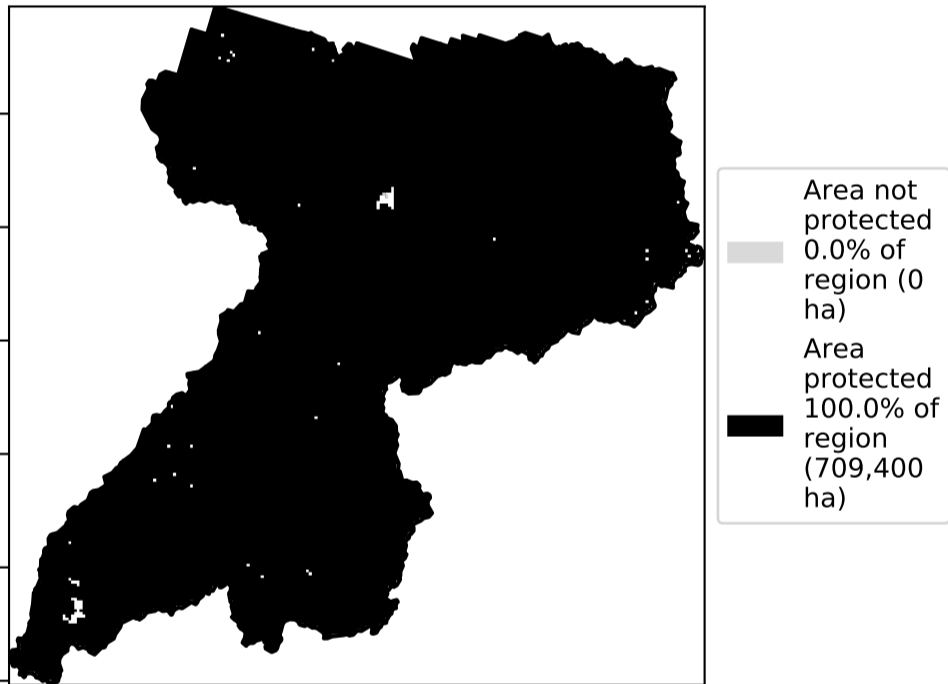 Area not
protected
0.0% of
region (0
ha)
Area
protected
100.0% of
region
(709,400
ha)